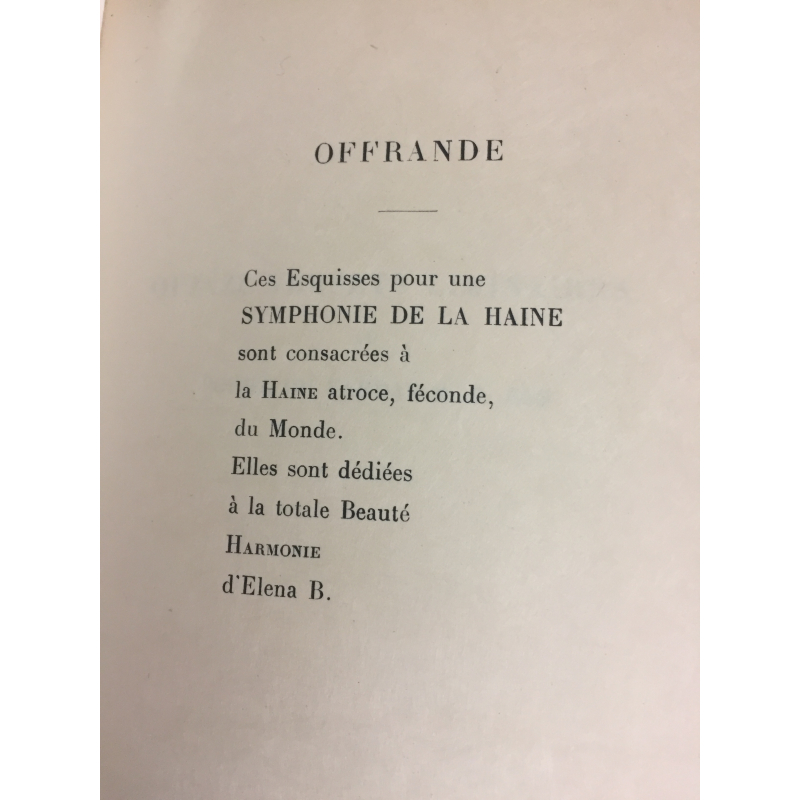 OFFRANDE
Ces Esquisses pour une
SYMPHONIE DE LA HAINE
sont consacrées à
la HAINE atroce, féconde,
du Monde.
Elles sont dédiées
à la totale Beauté
HARMONIE
d'Elena B.